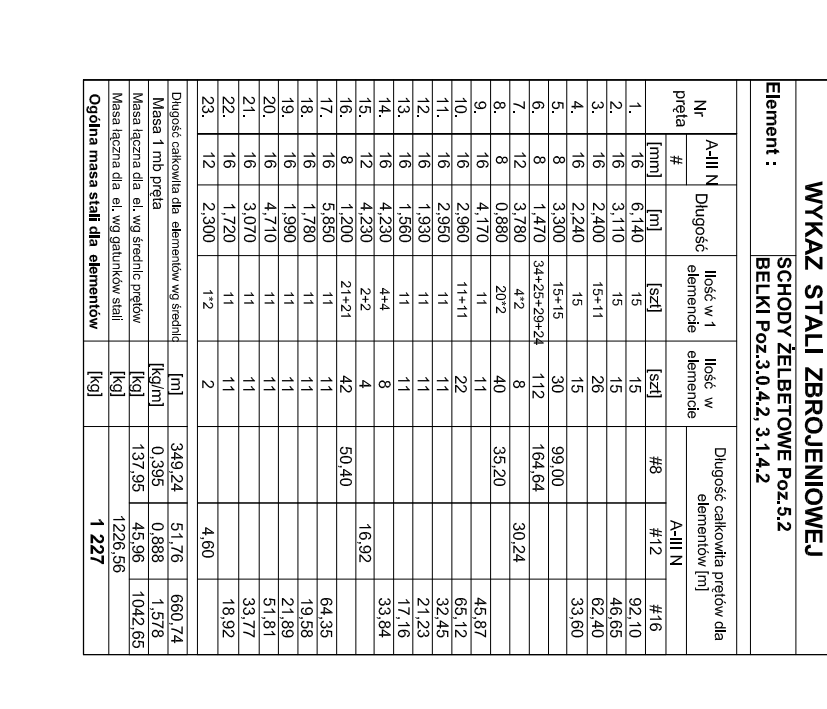 WYKAZ STALI ZBROJENIOWEJ
Element : SCHODY ŻELBETOWE Poz.5.2
BELKI Poz.3.0.4.2, 3.1.4.2
Nr pręta A-III N # Długość Ilość w 1 elemencie Ilość w elemencie Długość całkowita prętów dla elementów [m]
A-III N
[mm] [m] [szt] [szt] #8 #12 #16
1. 16 6,140 15 15 92,10
2. 16 3,110 15 15 46,65
3. 16 2,400 15+11 26 62,40
4. 16 2,240 15 15 33,60
5. 8 3,300 15+15 30 99,00
6. 8 1,470 34+25+29+24 112 164,64
7. 12 3,780 4*2 8 30,24
8. 8 0,880 20*2 40 35,20
9. 16 4,170 11 11 45,87
10. 16 2,960 11+11 22 65,12
11. 16 2,950 11 11 32,45
12. 16 1,930 11 11 21,23
13. 16 1,560 11 11 17,16
14. 16 4,230 4+4 8 33,84
15. 12 4,230 2+2 4 16,92
16. 8 1,200 21+21 42 50,40
17. 16 5,850 11 11 64,35
18. 16 1,780 11 11 19,58
19. 16 1,990 11 11 21,89
20. 16 4,710 11 11 51,81
21. 16 3,070 11 11 33,77
22. 16 1,720 11 11 18,92
23. 12 2,300 1*2 2 4,60
Długość całkowita dla elementów wg średnic [m] 349,24 51,76 660,74
Masa 1 mb pręta [kg/m] 0,395 0,888 1,578
Masa łączna dla el. wg średnic prętów [kg] 137,95 45,96 1042,65
Masa łączna dla el. wg gatunków stali [kg] 1226,56
Ogólna masa stali dla elementów [kg] 1 227